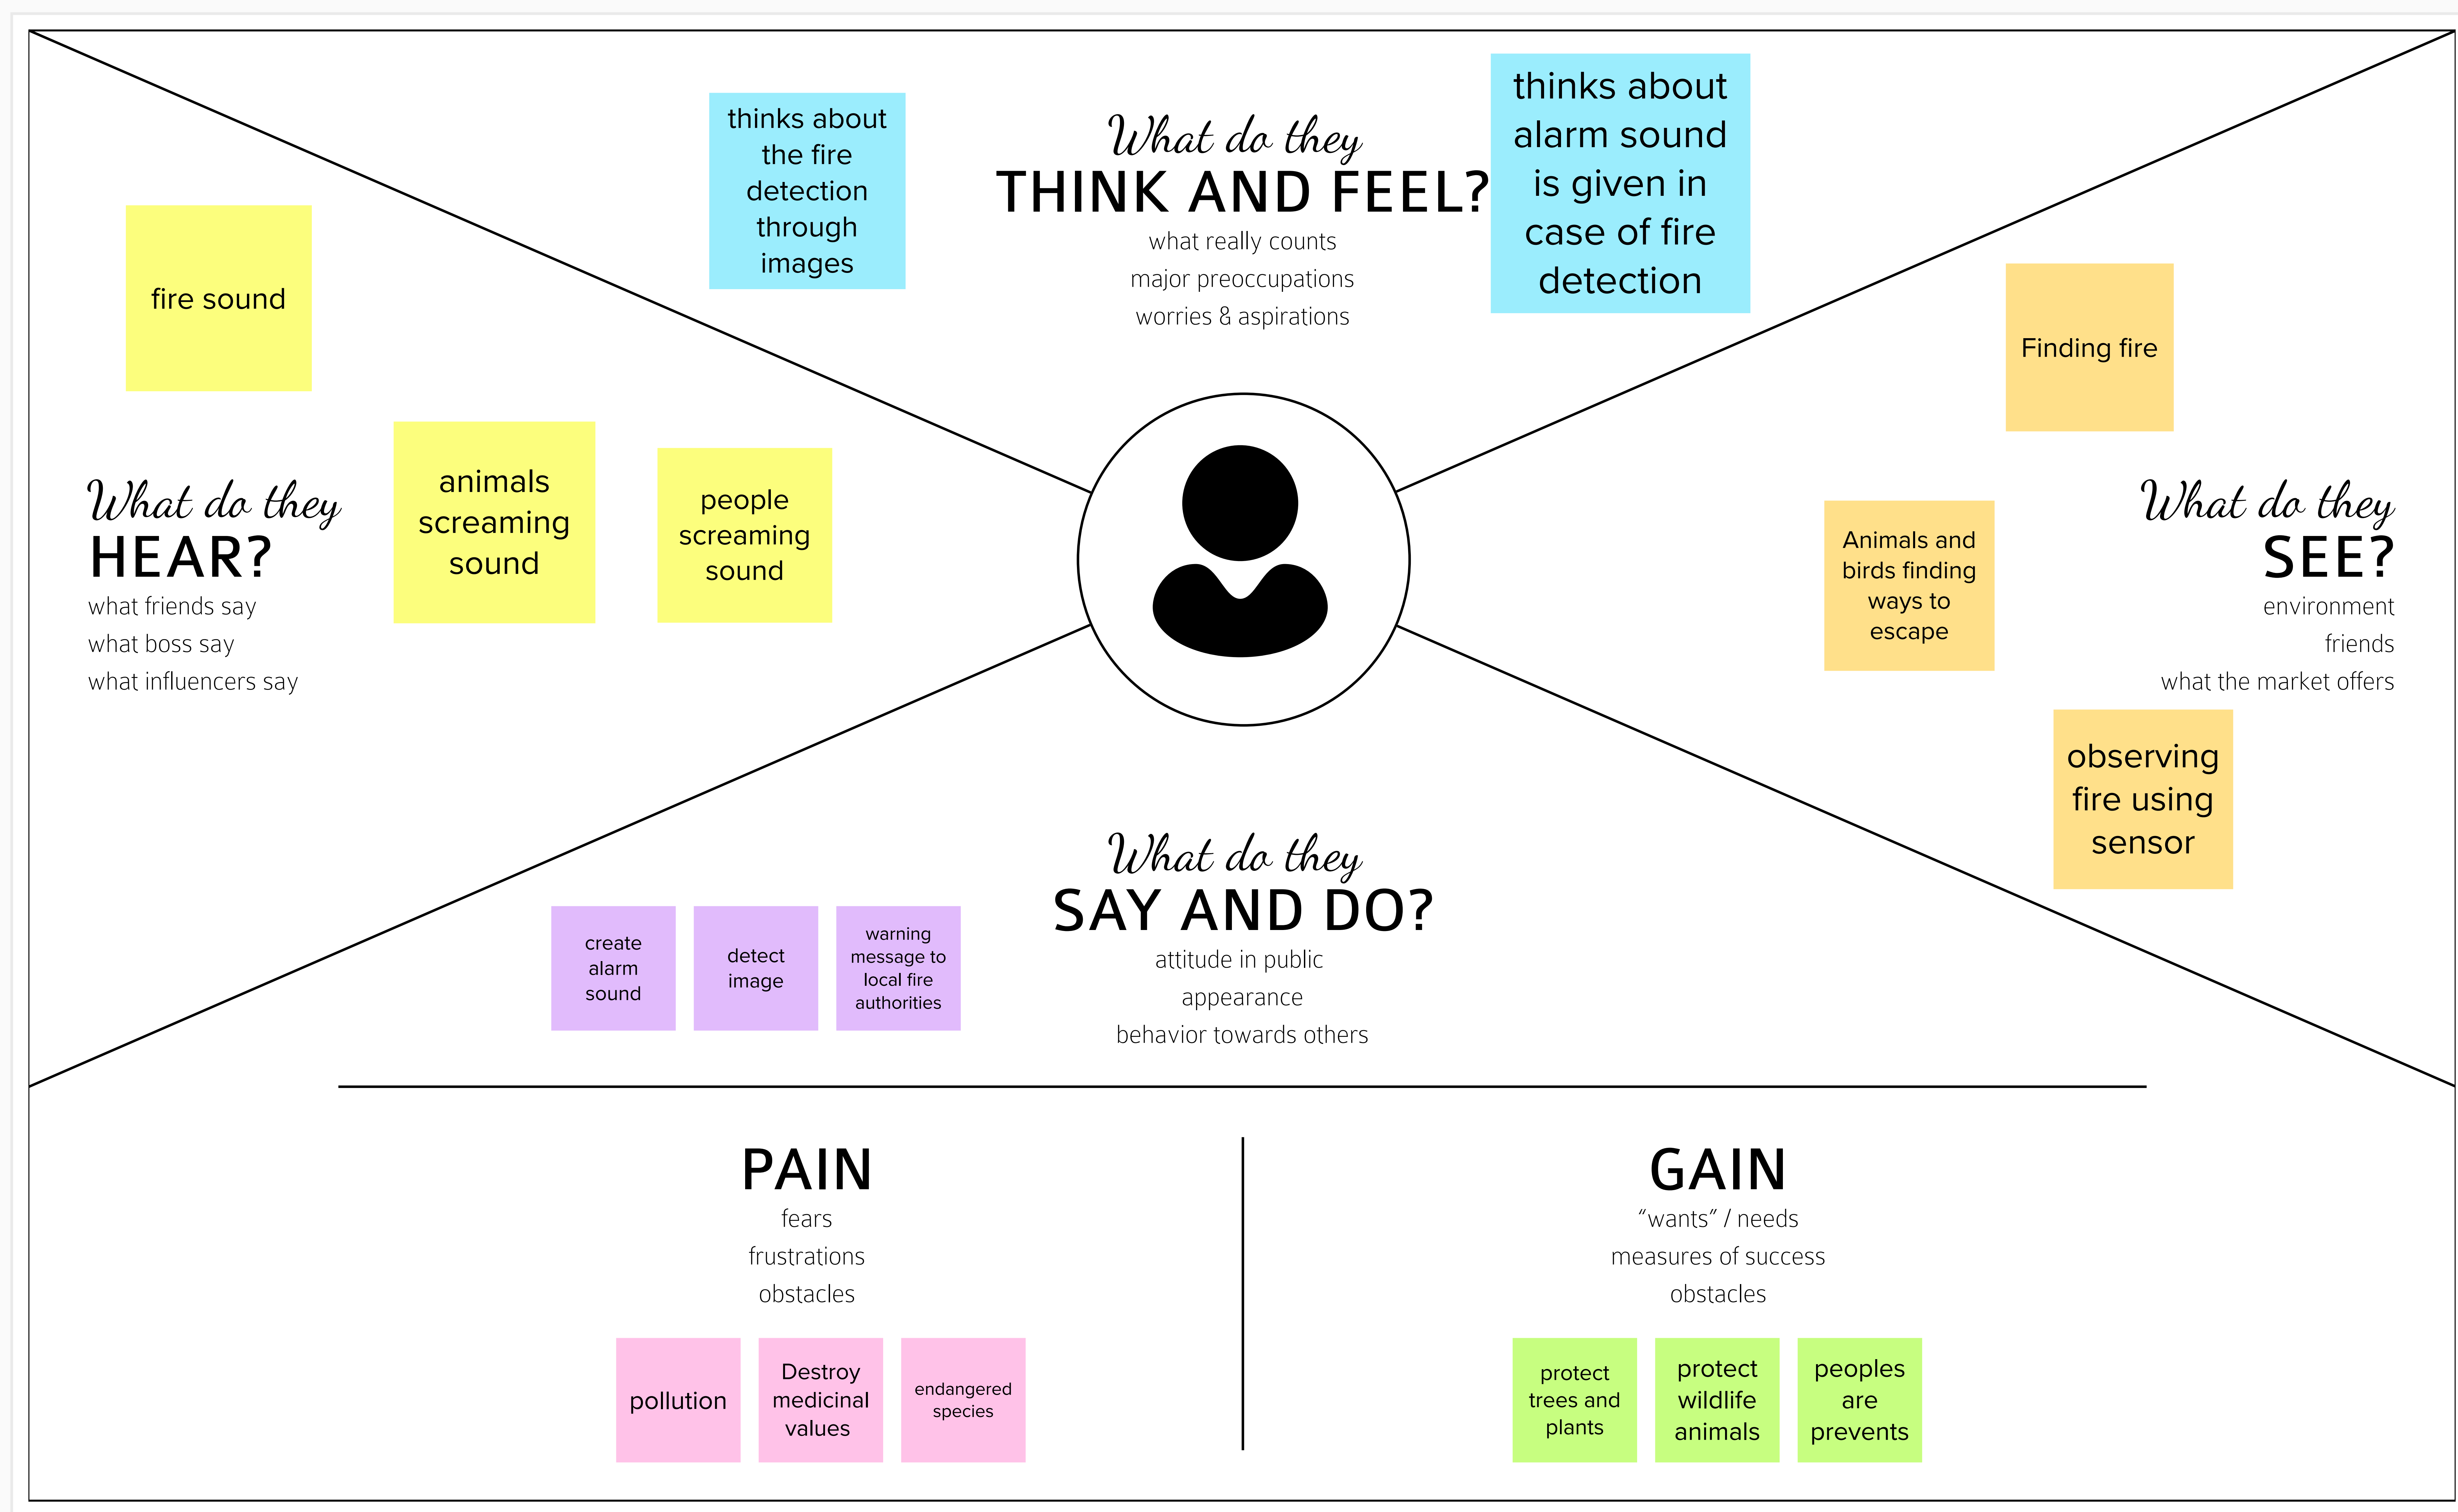 thinks about
the fire
detection
through
images
What do they
THINK AND FEEL?
what really counts
major preoccupations
worries & aspirations
thinks about
alarm sound
is given in
case of fire
detection
fire sound
animals
screaming
sound
people
screaming
sound
What do they
HEAR?
what friends say
what boss say
what influencers say
Finding fire
Animals and
birds finding
ways to
escape
What do they
SEE?
environment
friends
what the market offers
observing
fire using
sensor
What do they
SAY AND DO?
attitude in public
appearance
behavior towards others
create
alarm
sound
detect
image
warning
message to
local fire
authorities
PAIN
fears
frustrations
obstacles
pollution
Destroy
medicinal
values
endangered
species
GAIN
“wants” / needs
measures of success
obstacles
protect
trees and
plants
protect
wildlife
animals
peoples
are
prevents